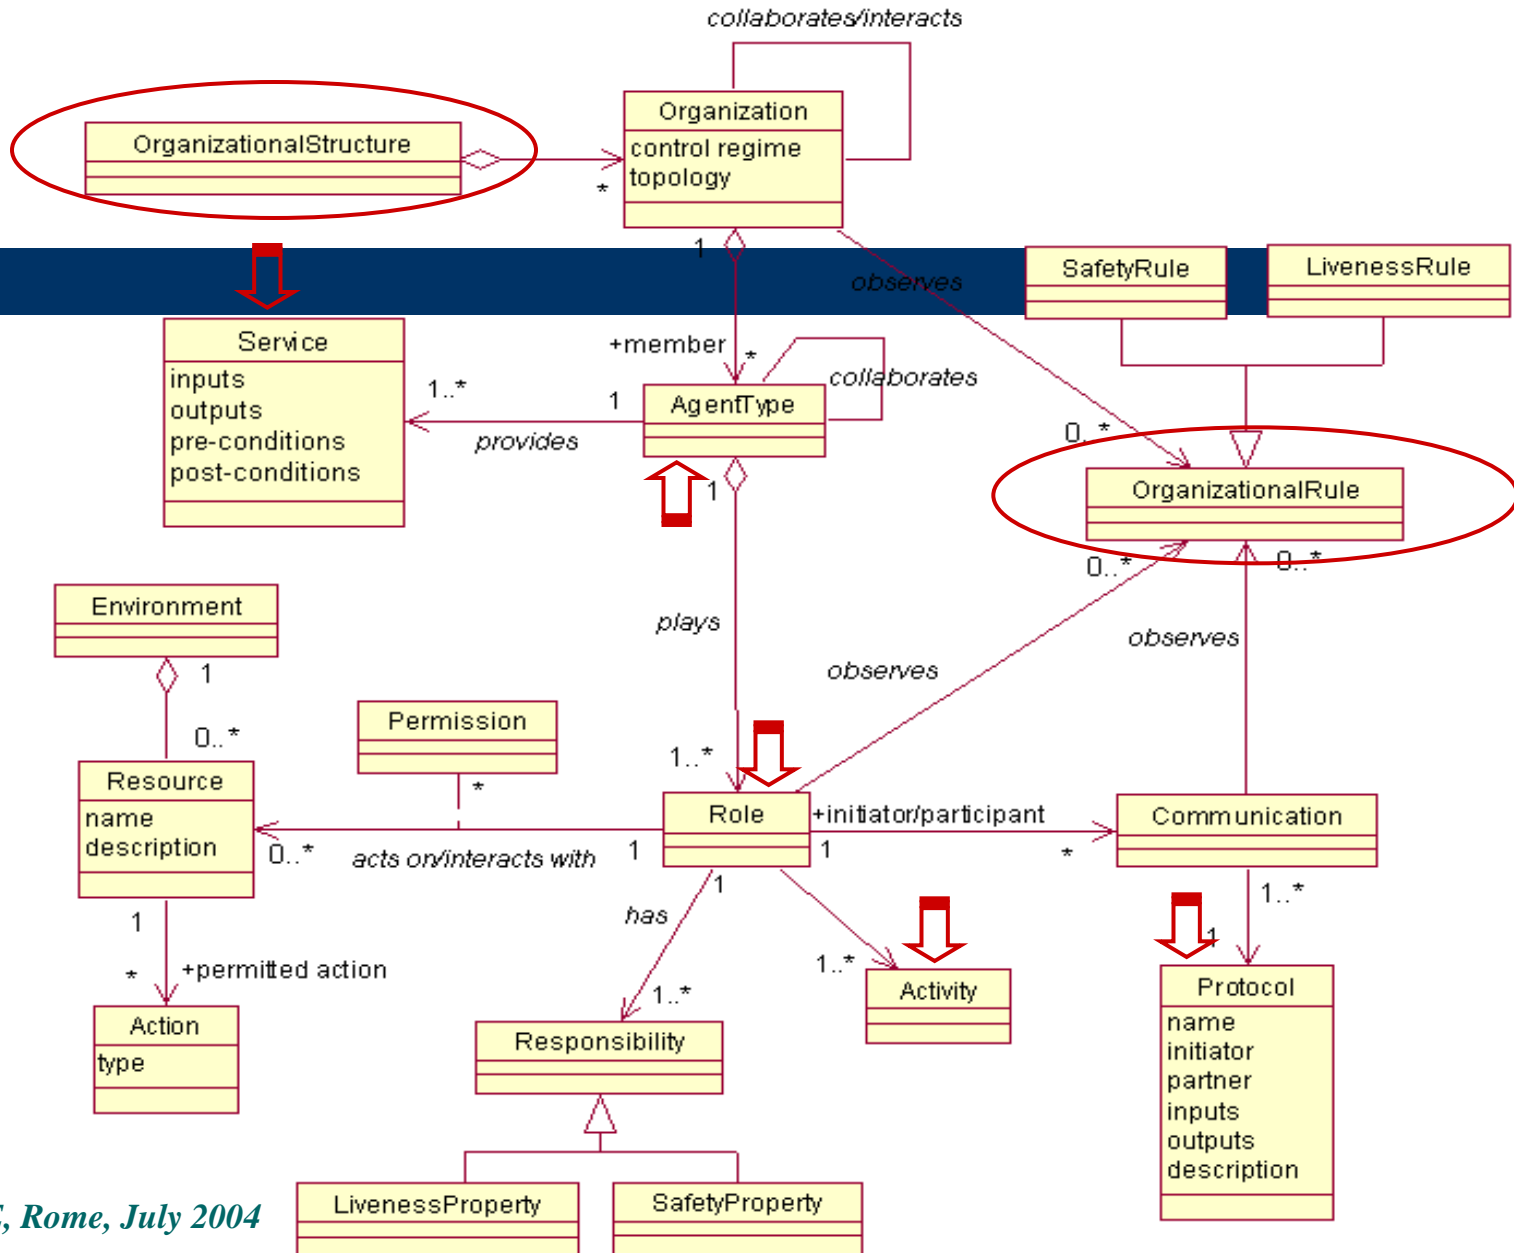 collaborates/interacts
OrganizationalStructure
Organization
control regime
topology
*
1
observes
SafetyRule
LivenessRule
Service
inputs
outputs
pre-conditions
post-conditions
+member
*
collaborates
1..*
1
provides
AgentType
1
0..*
OrganizationalRule
0..*
0..*
Environment
1
plays
observes
observes
0..*
Permission
*
1..*
Resource
name
description
0..*
acts on/interacts with
1
Role
+initiator/participant
1
*
Communication
1
has
1
1..*
1
*
+permitted action
1..*
1..*
Action
type
Responsibility
Activity
Protocol
name
initiator
partner
inputs
outputs
description
LivenessProperty
SafetyProperty
, Rome, July 2004